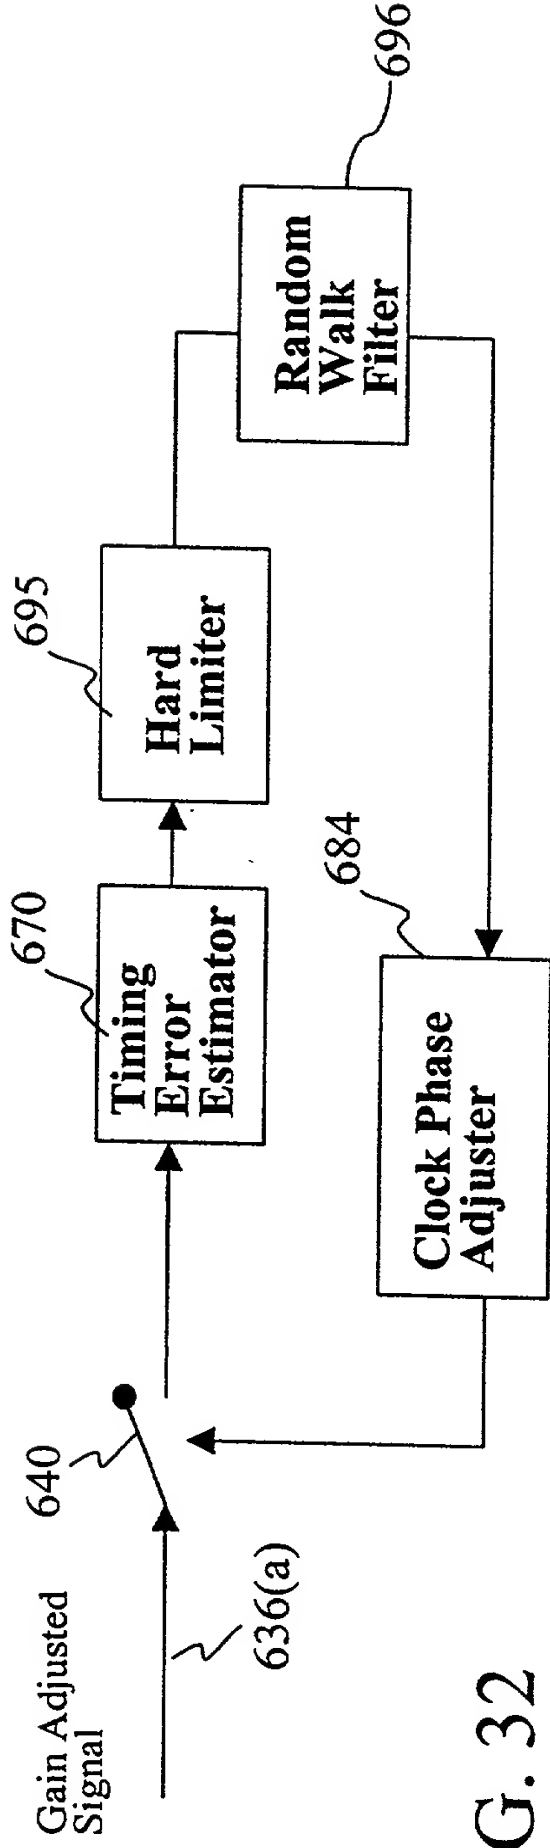 Gain Adjusted
Signal
636(a)
640
670
Timing
Error
Estimator
695
Hard
Limiter
Random
Walk
Filter
696
684
Clock Phase
Adjuster
G. 32